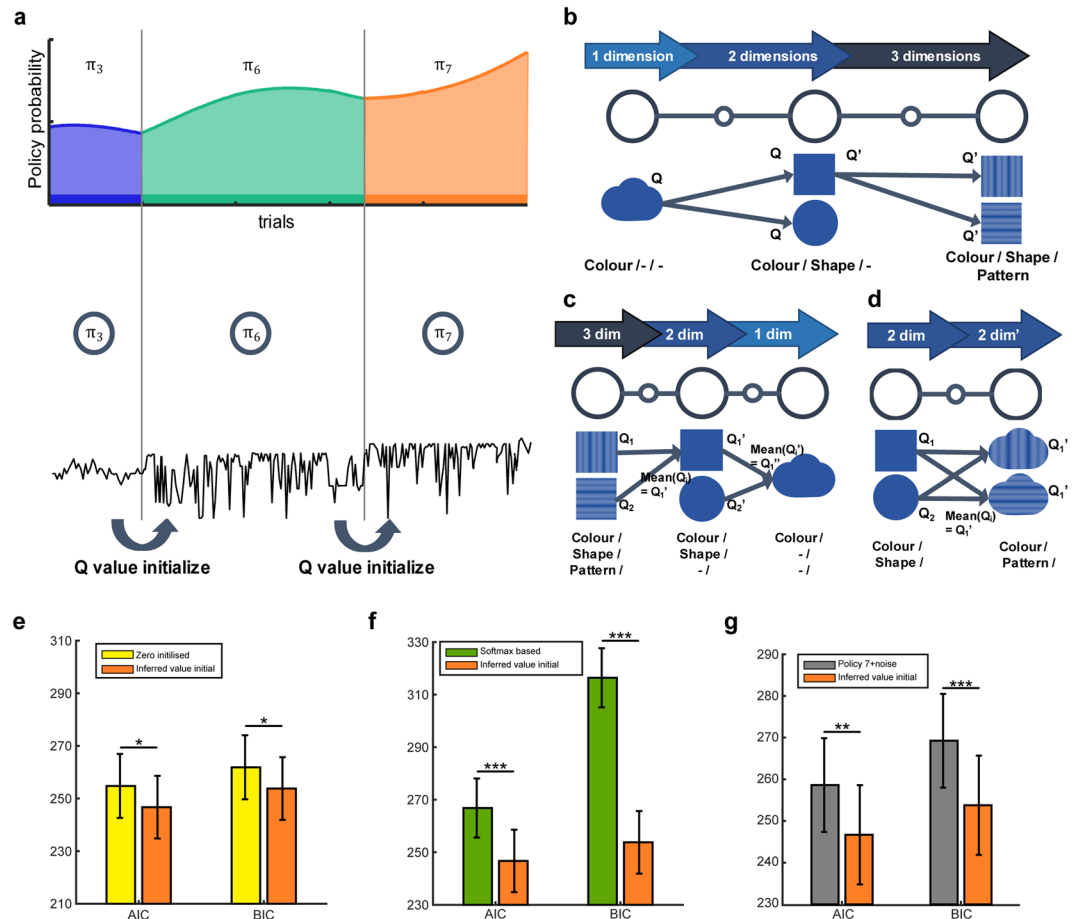 a
Policy probability
π3
π6
π7
trials
π3
π6
π7
Q value initialize
Q value initialize
b
1 dimension
2 dimensions
3 dimensions
Q
Q
Q'
Q
Q'
Q'
Colour /- / -
Colour / Shape / -
Colour / Shape /
Pattern
c
3 dim
2 dim
1 dim
Q1
Q2
Mean(Qi)
= Q1'
Q1'
Q2'
Mean(Qi')
= Q1''
Colour /
Shape /
Pattern /
Colour /
Shape /
- /
Colour /
- /
- /
d
2 dim
2 dim'
Q1
Q2
Mean(Qi)
= Q1'
Q1'
Q1'
Colour /
Shape /
Colour /
Pattern /
e
310
290
270
250
230
210
Zero initilised
Inferred value initial
*
*
AIC
BIC
f
330
310
290
270
250
230
Softmax based
Inferred value initial
***
***
AIC
BIC
g
290
280
270
260
250
240
230
Policy 7+noise
Inferred value initial
**
***
AIC
BIC